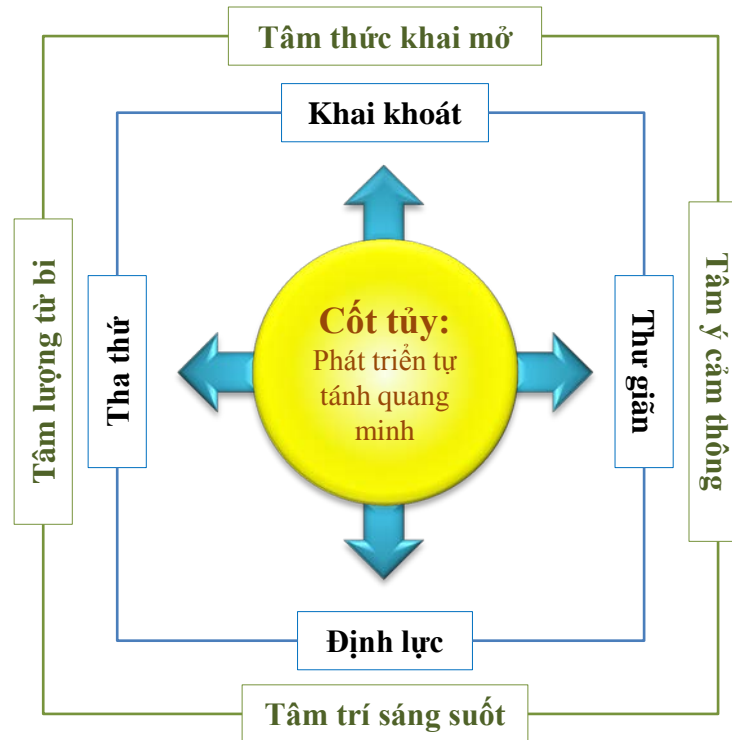 Tâm thức khai mở
Khai khoát
Tâm lượng từ bi
Tha thứ
Cốt tủy:
Phát triển tự
tánh quang
minh
Thư giãn
Tâm ý cảm thông
Định lực
Tâm trí sáng suốt